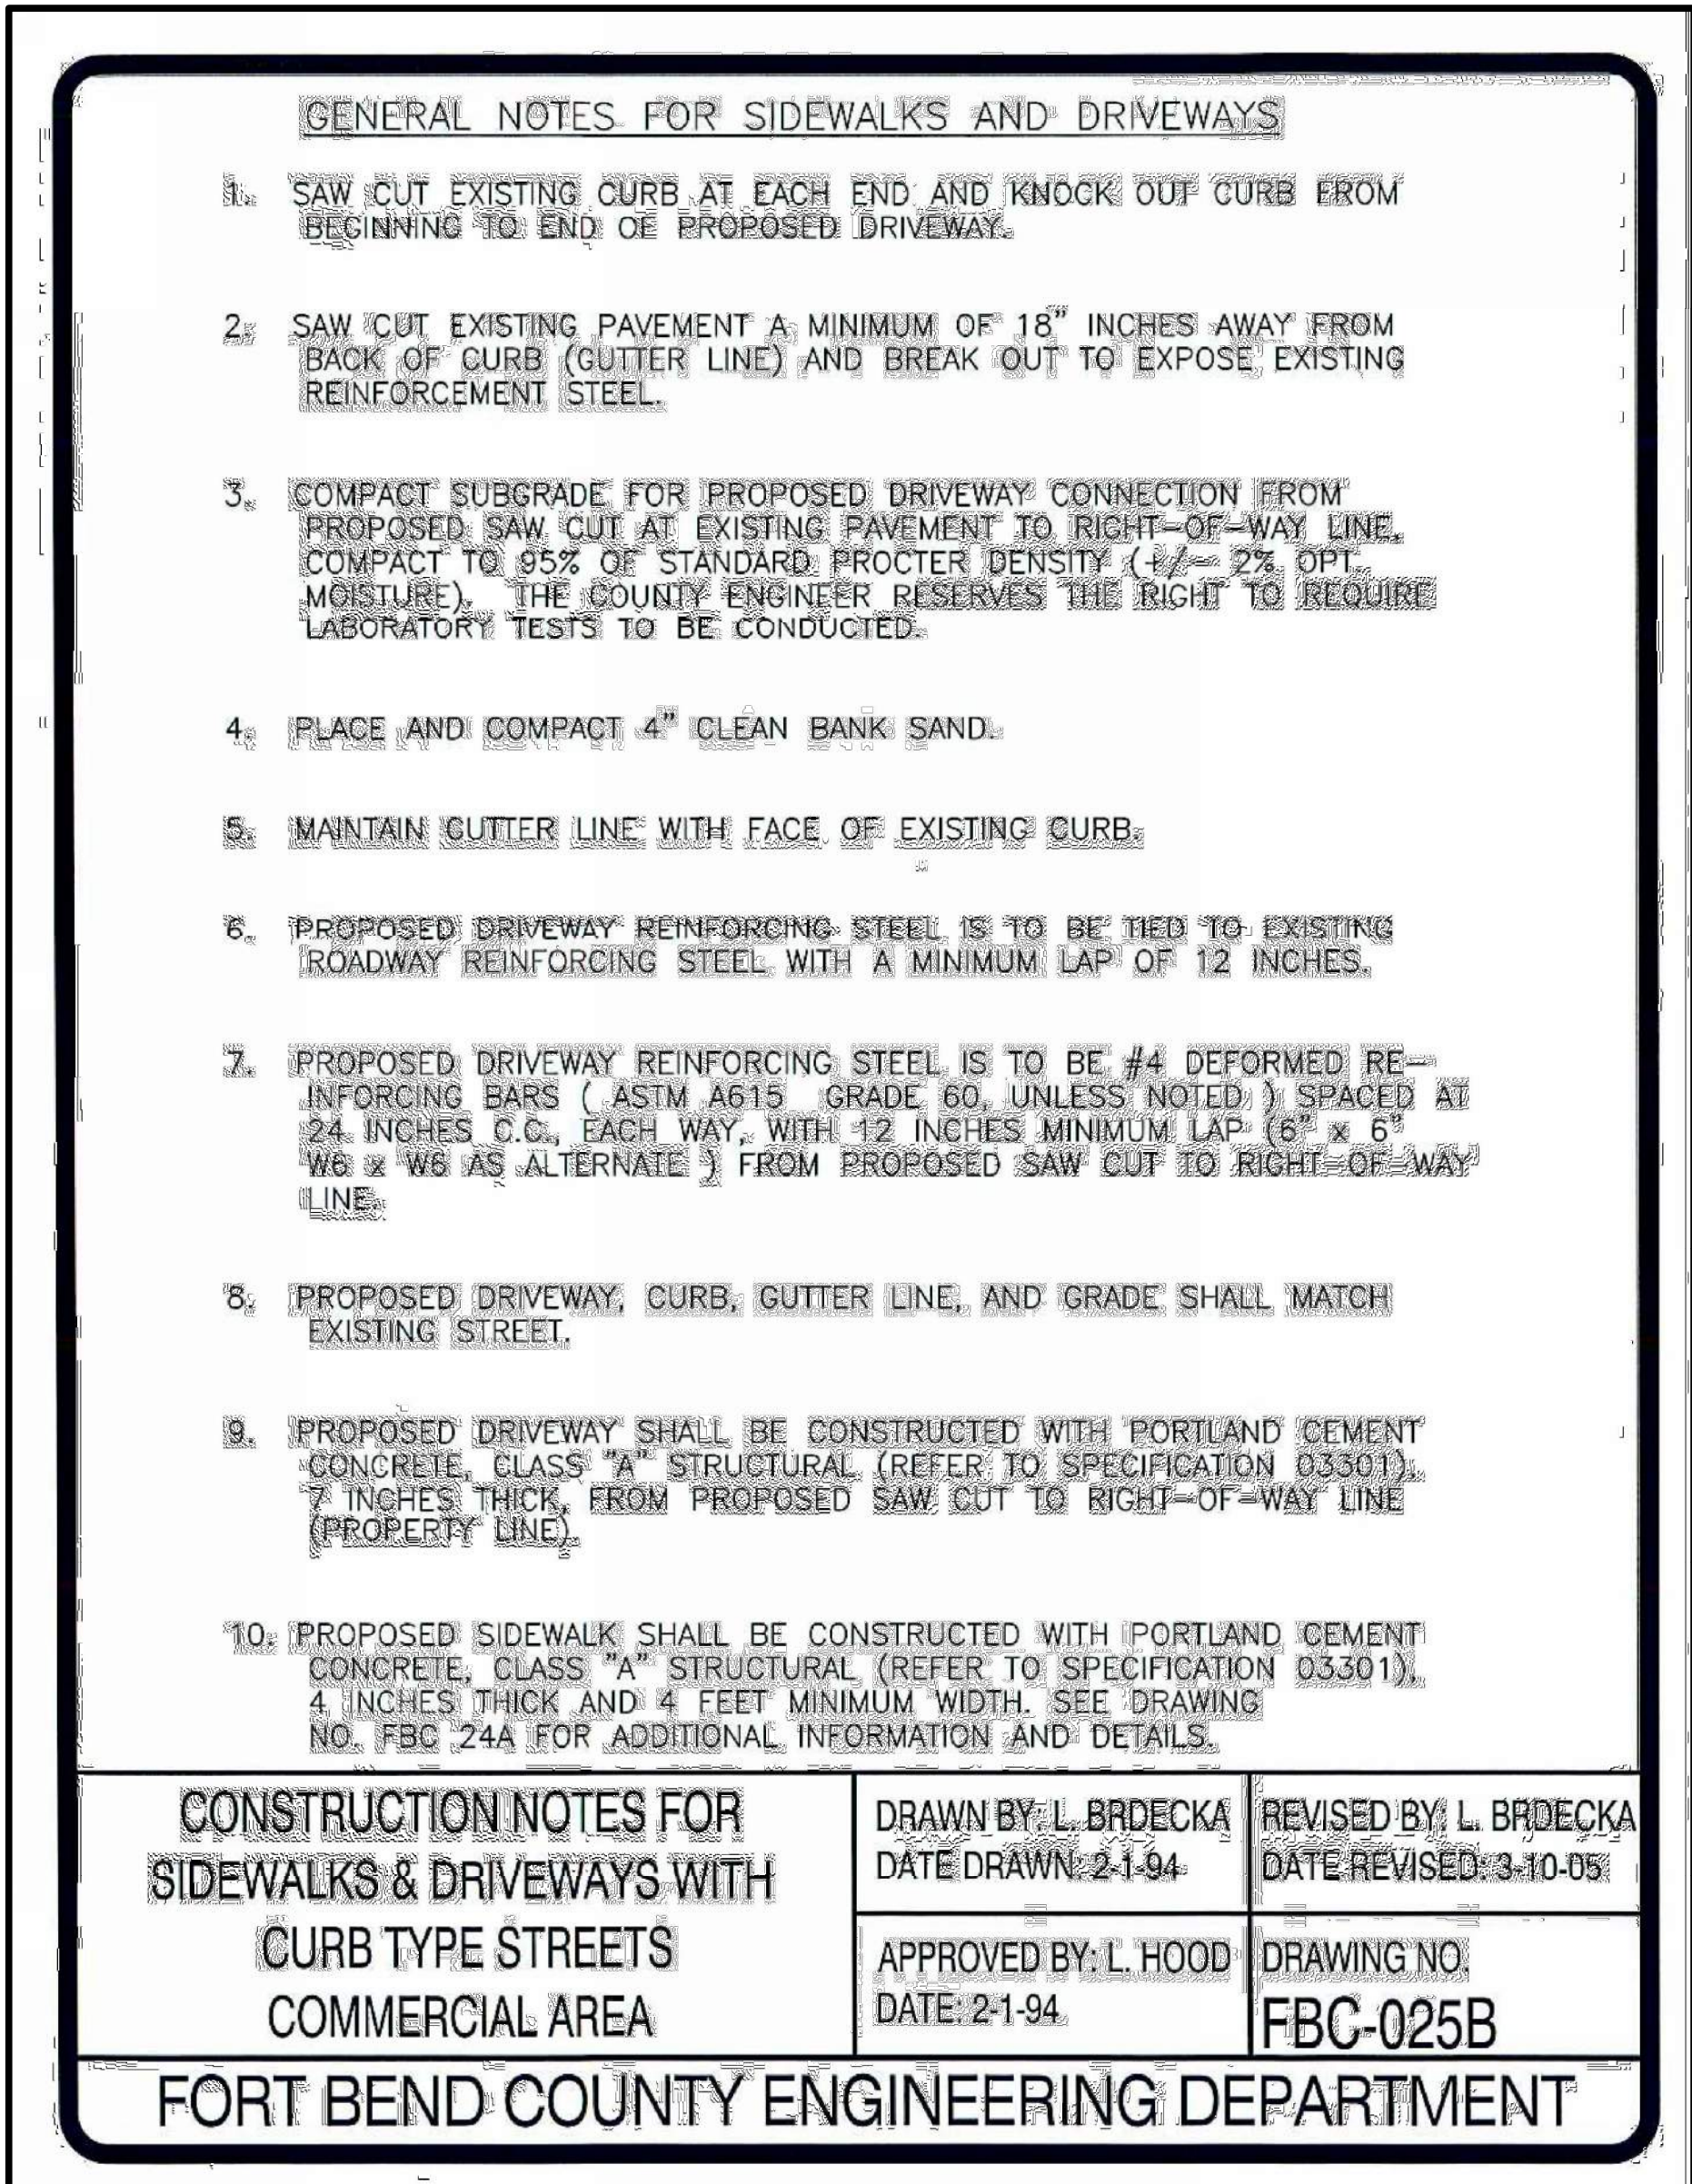 GENERAL NOTES FOR SIDEWALKS AND DRIVEWAYS
1. SAW CUT EXISTING CURB AT EACH END AND KNOCK OUT CURB FROM
BEGINNING TO END OF PROPOSED DRIVEWAY.
2. SAW CUT EXISTING PAVEMENT A MINIMUM OF 18" INCHES AWAY FROM
BACK OF CURB (GUTTER LINE) AND BREAK OUT TO EXPOSE EXISTING
REINFORCEMENT STEEL.
3. COMPACT SUBGRADE FOR PROPOSED DRIVEWAY CONNECTION FROM
PROPOSED SAW CUT AT EXISTING PAVEMENT TO RIGHT-OF-WAY LINE.
COMPACT TO 95% OF STANDARD PROCTER DENSITY (+/- 2% OPT.
MOISTURE). THE COUNTY ENGINEER RESERVES THE RIGHT TO REQUIRE
LABORATORY TESTS TO BE CONDUCTED.
4. PLACE AND COMPACT 4" CLEAN BANK SAND.
5. MAINTAIN GUTTER LINE WITH FACE OF EXISTING CURB.
6. PROPOSED DRIVEWAY REINFORCING STEEL IS TO BE TIED TO EXISTING
ROADWAY REINFORCING STEEL WITH A MINIMUM LAP OF 12 INCHES.
7. PROPOSED DRIVEWAY REINFORCING STEEL IS TO BE #4 DEFORMED RE-
INFORCING BARS ( ASTM A615 GRADE 60, UNLESS NOTED ) SPACED AT
24 INCHES C.C., EACH WAY, WITH 12 INCHES MINIMUM LAP (6" x 6"
W6 x W6 AS ALTERNATE ) FROM PROPOSED SAW CUT TO RIGHT-OF-WAY
LINE.
8. PROPOSED DRIVEWAY, CURB, GUTTER LINE, AND GRADE SHALL MATCH
EXISTING STREET.
9. PROPOSED DRIVEWAY SHALL BE CONSTRUCTED WITH PORTLAND CEMENT
CONCRETE, CLASS "A" STRUCTURAL (REFER TO SPECIFICATION 03301),
7 INCHES THICK, FROM PROPOSED SAW CUT TO RIGHT-OF-WAY LINE
(PROPERTY LINE).
10. PROPOSED SIDEWALK SHALL BE CONSTRUCTED WITH PORTLAND CEMENT
CONCRETE, CLASS "A" STRUCTURAL (REFER TO SPECIFICATION 03301),
4 INCHES THICK AND 4 FEET MINIMUM WIDTH. SEE DRAWING
NO. FBC 24A FOR ADDITIONAL INFORMATION AND DETAILS.
CONSTRUCTION NOTES FOR
SIDEWALKS & DRIVEWAYS WITH
CURB TYPE STREETS
COMMERCIAL AREA
DRAWN BY: L. BRDECKA
DATE DRAWN: 2-1-94
REVISED BY: L. BRDECKA
DATE REVISED: 3-10-05
APPROVED BY: L. HOOD
DATE: 2-1-94
DRAWING NO.
FBC-025B
FORT BEND COUNTY ENGINEERING DEPARTMENT